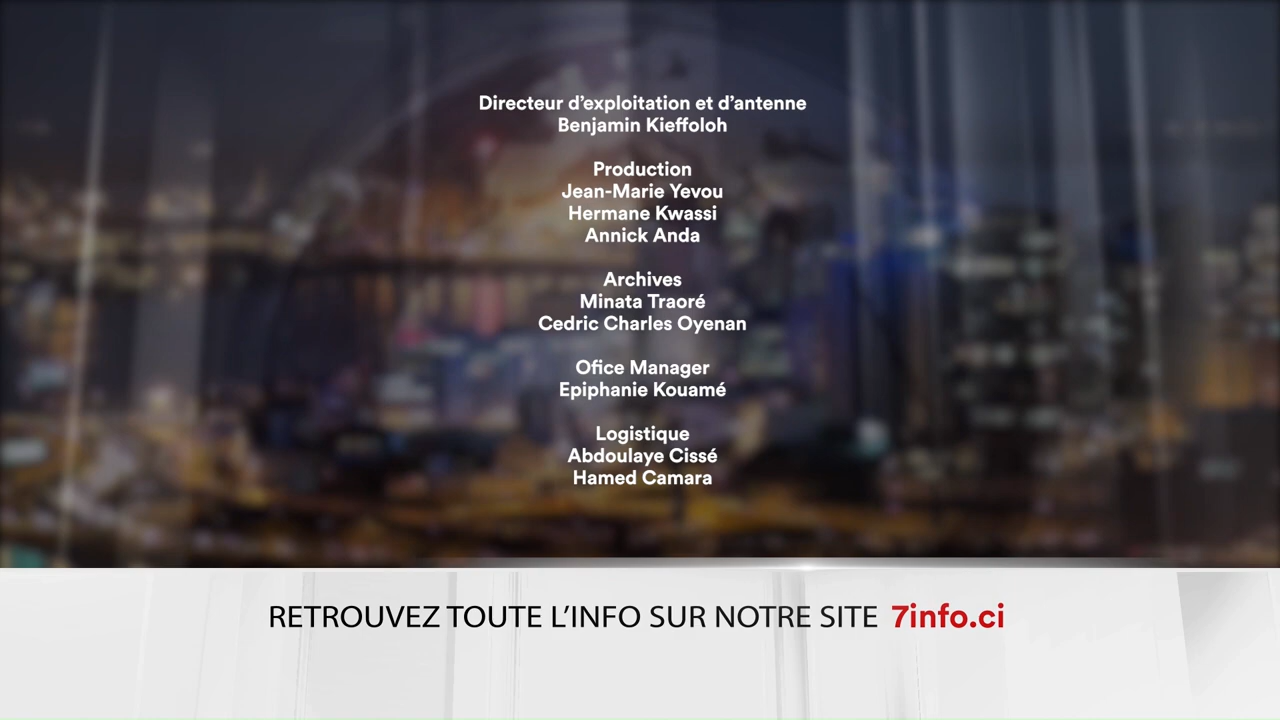 Directeur d’exploitation et d’antenne
Benjamin Kieffoloh
Production
Jean-Marie Yevou
Hermane Kwassi
Annick Anda
Archives
Minata Traoré
Cedric Charles Oyenan
Ofice Manager
Epiphanie Kouamé
Logistique
Abdoulaye Cissé
Hamed Camara
RETROUVEZ TOUTE L’INFO SUR NOTRE SITE 7info.ci